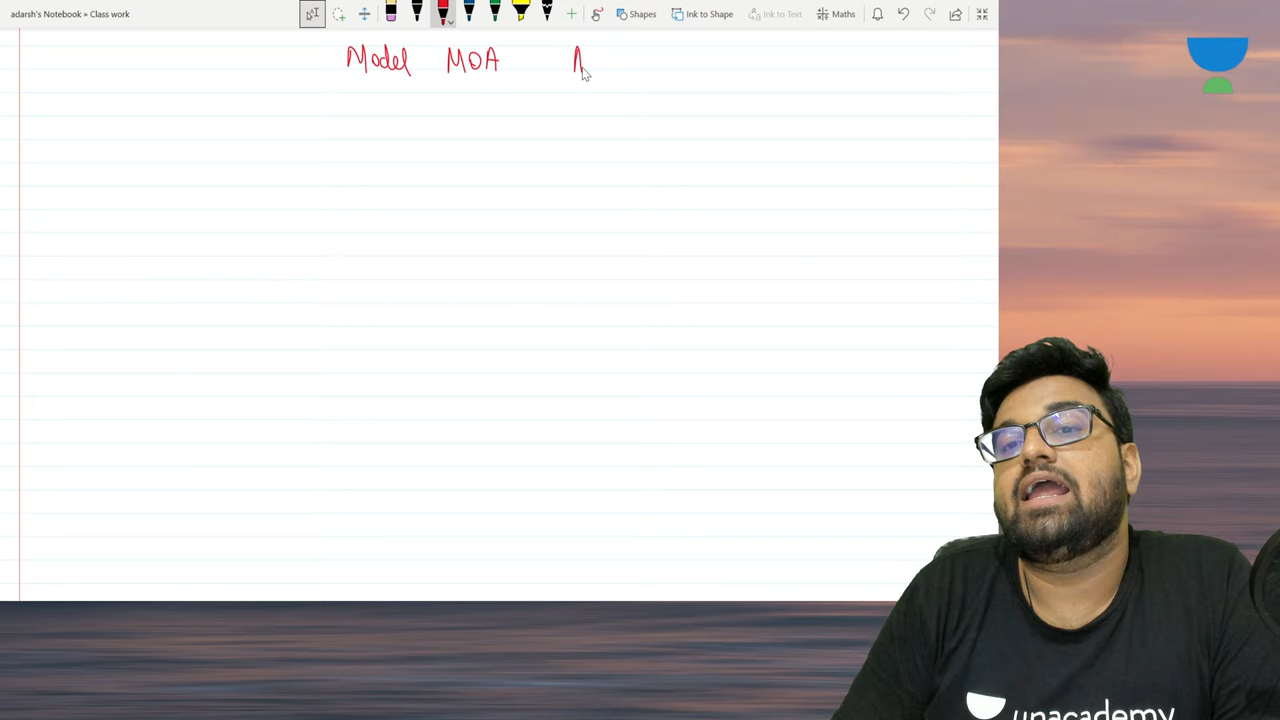 adarsh's Notebook » Class work
Shapes
Ink to Shape
Ink to Text
Maths
Model MOA
unacademy